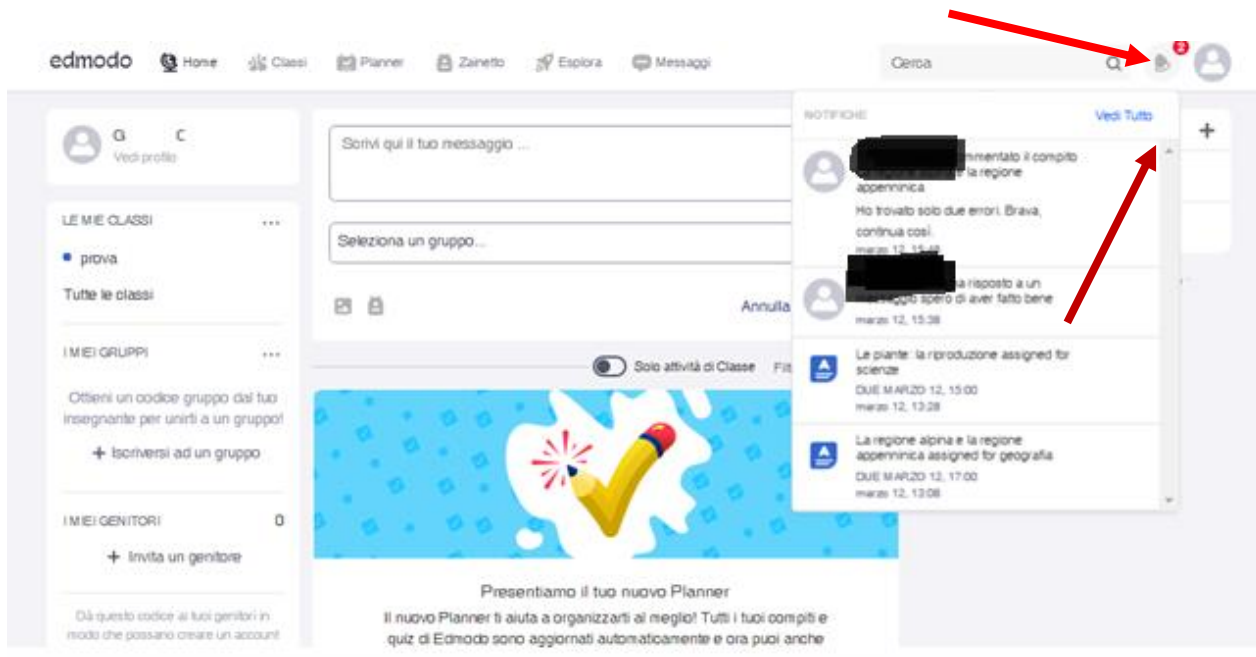 edmodo Home Classi Planner Zainetto Esplora Messaggi Cerca 2
G C
Vedi profilo
LE MIE CLASSI ...
prova
Tutte le classi
I MIEI GRUPPI ...
Ottieni un codice gruppo dal tuo
insegnante per unirti a un gruppo!
+ Iscriversi ad un gruppo
I MIEI GENITORI 0
+ Invita un genitore
Dà questo codice ai tuoi genitori in
modo che possano creare un account
Scrivi qui il tuo messaggio ...
Seleziona un gruppo...
Annulla
Solo attività di Classe
Presentiamo il tuo nuovo Planner
Il nuovo Planner ti aiuta a organizzarti al meglio! Tutti i tuoi compiti e
quiz di Edmodo sono aggiornati automaticamente e ora puoi anche
NOTIFICHE Vedi Tutto
mmentato il compito
e la regione
appenninica
Ho trovato solo due errori. Brava,
continua così.
marzo 12, 15:48
a risposto a un
messaggio spero di aver fatto bene
marzo 12, 15:38
Le piante: la riproduzione assigned for
scienze
DUE MARZO 12, 15:00
marzo 12, 13:28
La regione alpina e la regione
appenninica assigned for geografia
DUE MARZO 12, 17:00
marzo 12, 13:08